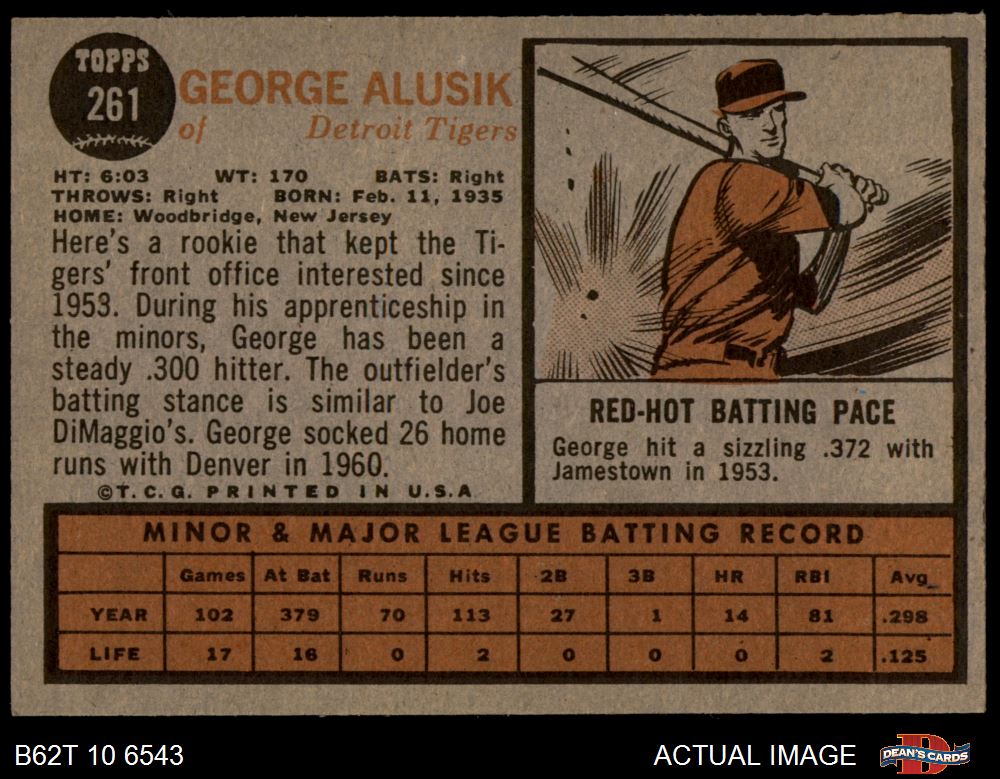 TOPPS
261
GEORGE ALUSIK
of Detroit Tigers
HT: 6:03 WT: 170 BATS: Right
THROWS: Right BORN: Feb. 11, 1935
HOME: Woodbridge, New Jersey
Here's a rookie that kept the Ti-
gers' front office interested since
1953. During his apprenticeship in
the minors, George has been a
steady .300 hitter. The outfielder's
batting stance is similar to Joe
DiMaggio's. George socked 26 home
runs with Denver in 1960.
©T.C.G. PRINTED IN U.S.A
RED-HOT BATTING PACE
George hit a sizzling .372 with
Jamestown in 1953.
MINOR & MAJOR LEAGUE BATTING RECORD
Games At Bat Runs Hits 2B 3B HR RBI Avg.
YEAR 102 379 70 113 27 1 14 81 .298
LIFE 17 16 0 2 0 0 0 2 .125
B62T 10 6543
ACTUAL IMAGE
DEAN'S CARDS